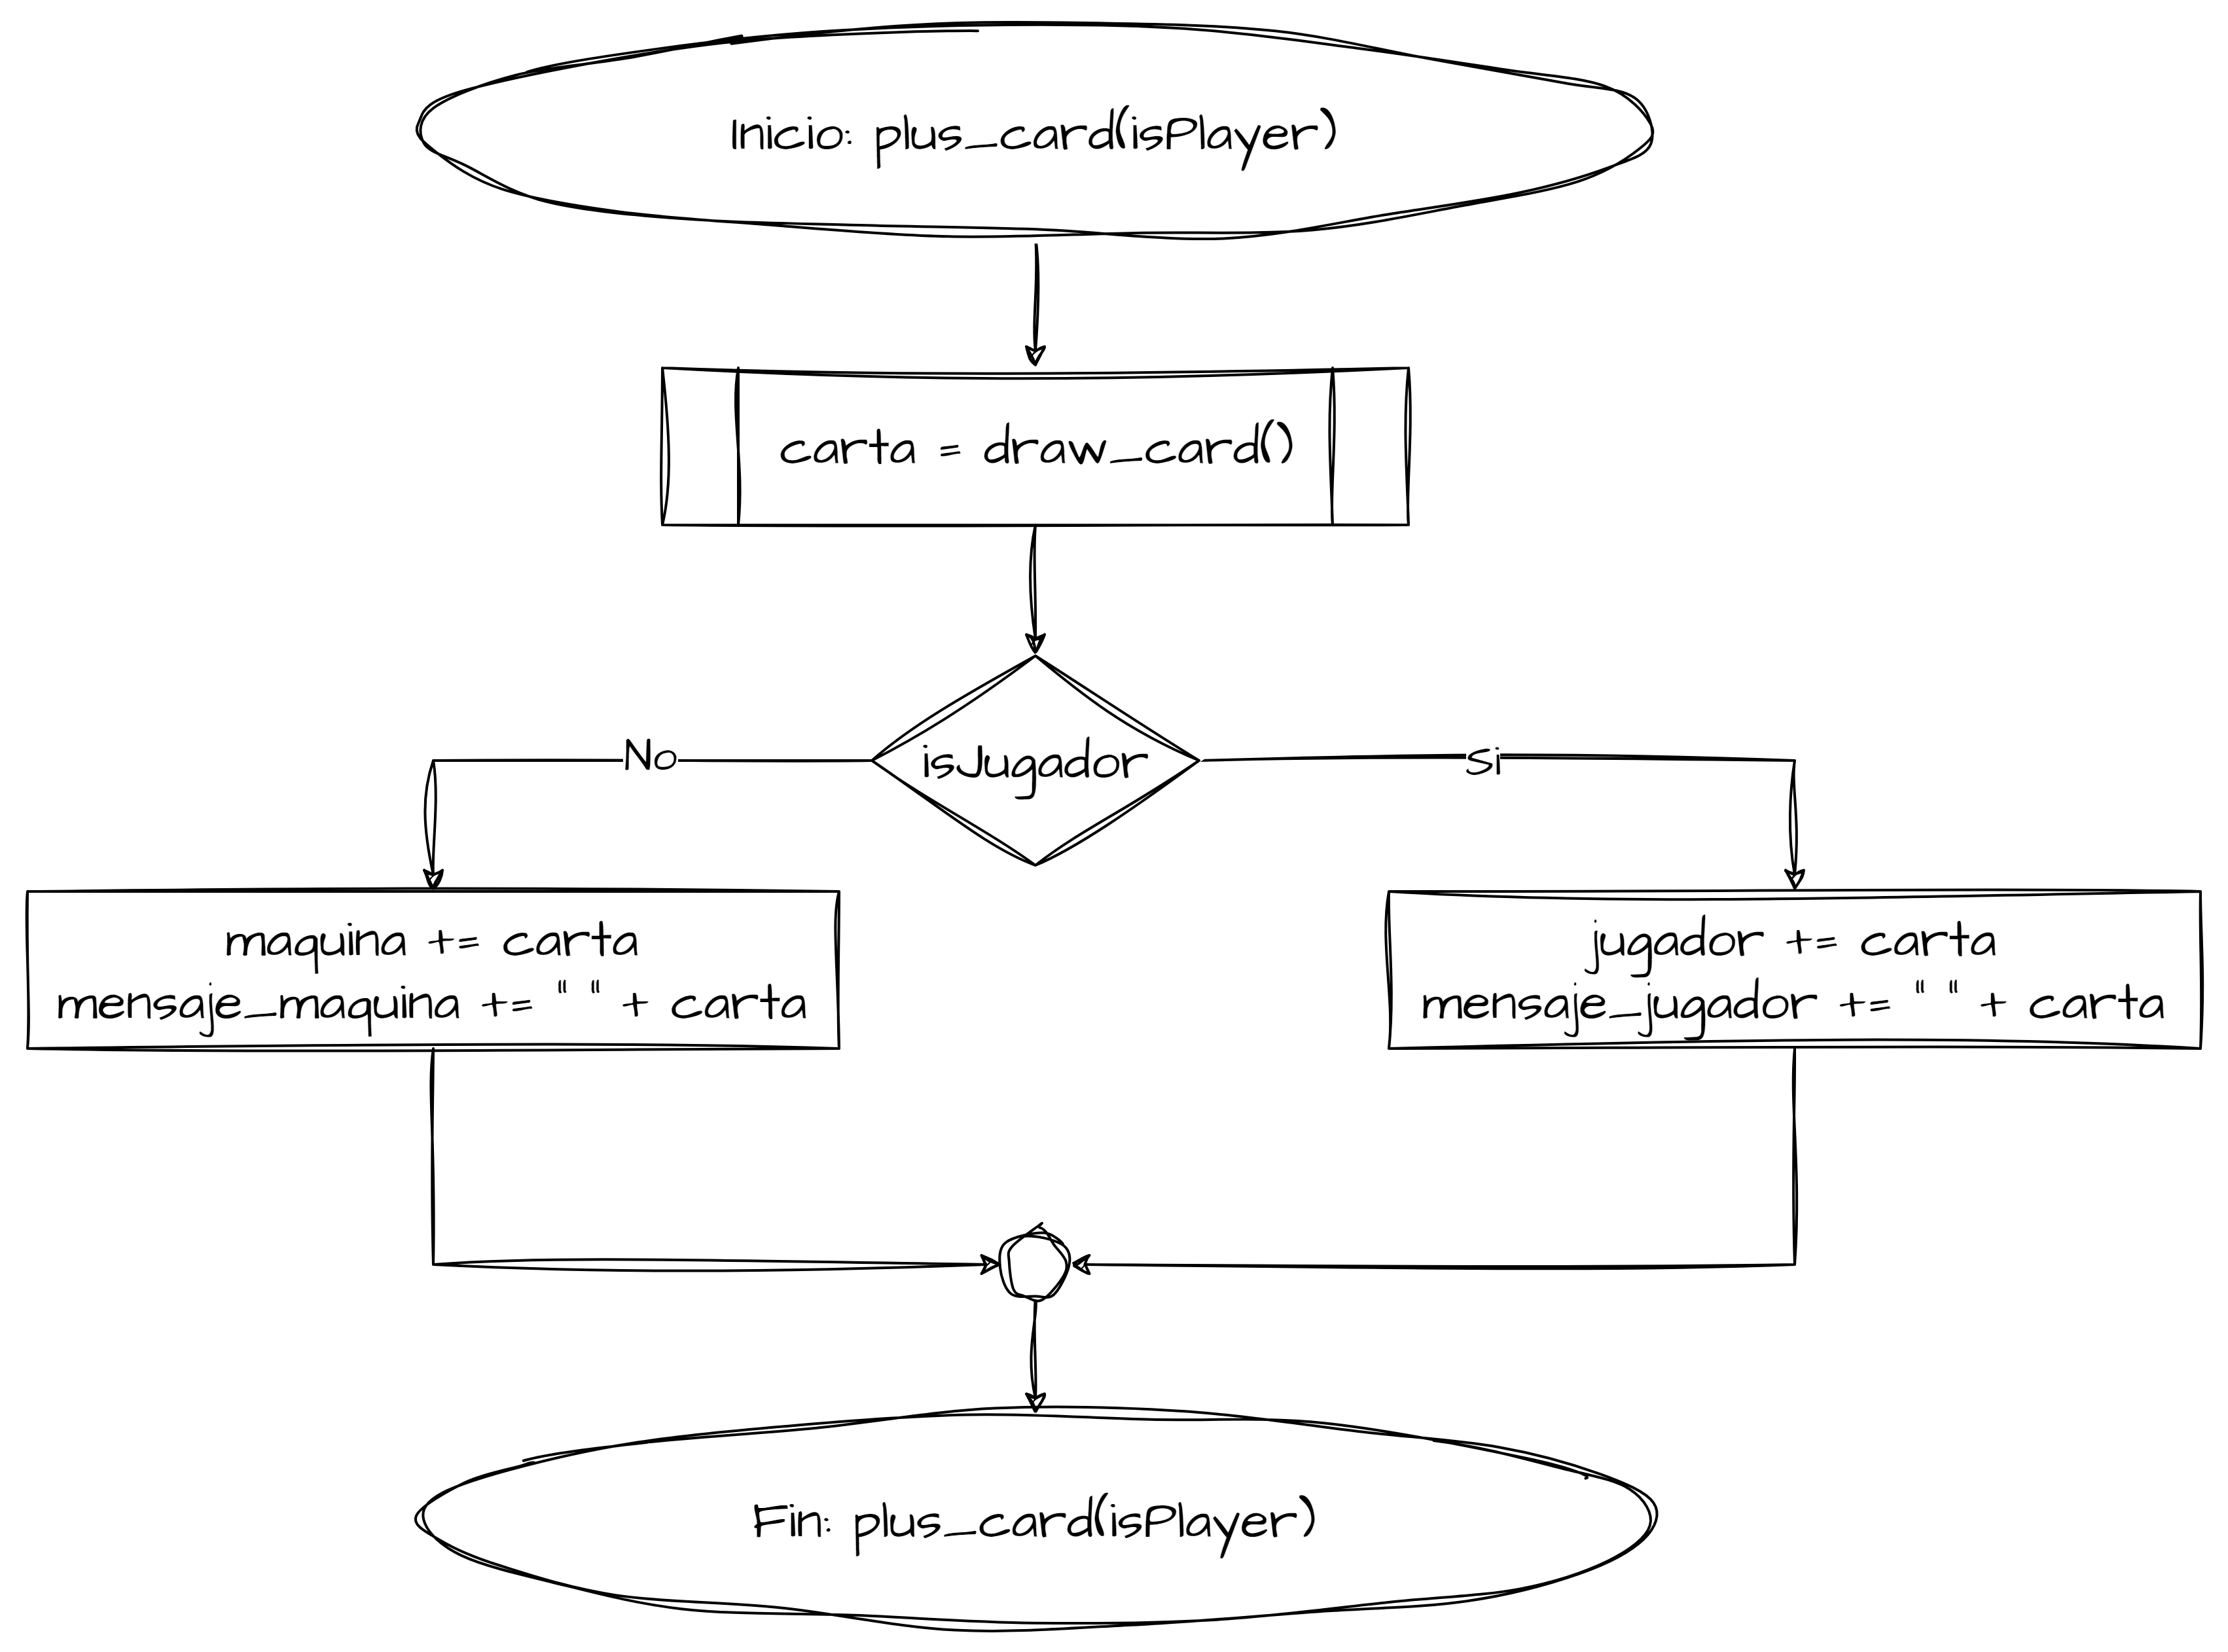 Inicio: plus_card(isPlayer)
carta = draw_card()
isJugador
No
Si
maquina += carta
mensaje_maquina += " " + carta
jugador += carta
mensaje_jugador += " " + carta
Fin: plus_card(isPlayer)